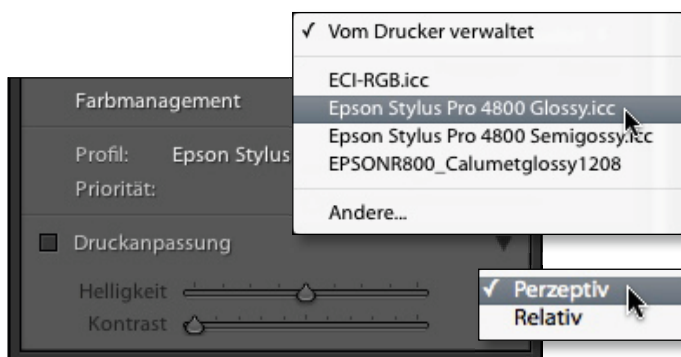 ✓ Vom Drucker verwaltet
ECI-RGB.icc
Epson Stylus Pro 4800 Glossy.icc
Epson Stylus Pro 4800 Semigossy.icc
EPSONR800_Calumetglossy1208
Andere...
Farbmanagement
Profil: Epson Stylus
Priorität:
Druckanpassung
Helligkeit
Kontrast
✓ Perzeptiv
Relativ